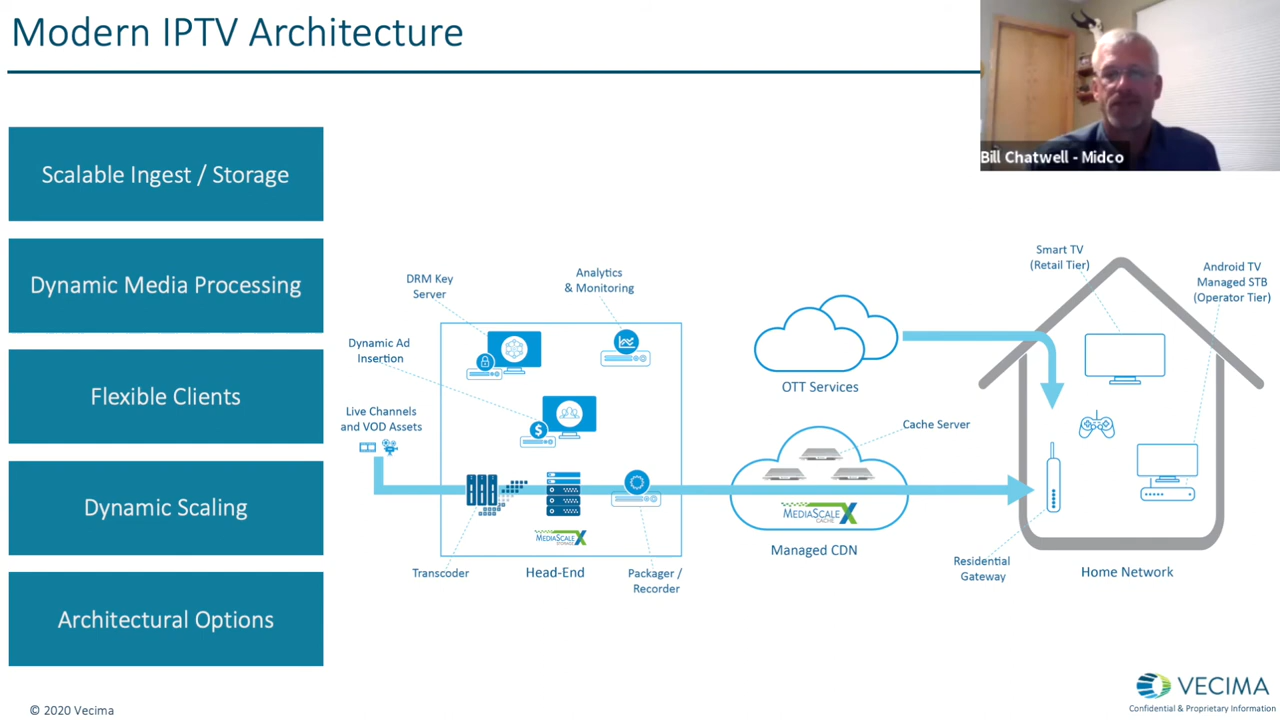 Modern IPTV Architecture
Bill Chatwell - Midco
Scalable Ingest / Storage
Dynamic Media Processing
Flexible Clients
Dynamic Scaling
Architectural Options
DRM Key
Server
Analytics
& Monitoring
Dynamic Ad
Insertion
Live Channels
and VOD Assets
$
MEDIASCALEX
STORAGE
Transcoder
Head-End
Packager /
Recorder
OTT Services
Cache Server
MEDIASCALEX
CACHE
Managed CDN
Smart TV
(Retail Tier)
Android TV
Managed STB
(Operator Tier)
Residential
Gateway
Home Network
© 2020 Vecima
VECIMA
Confidential & Proprietary Information